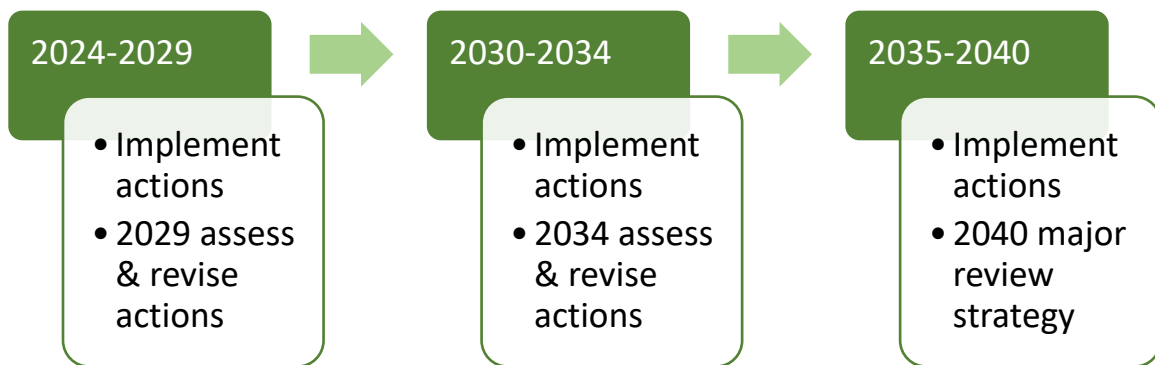 2024-2029
• Implement
actions
• 2029 assess
& revise
actions
2030-2034
• Implement
actions
• 2034 assess
& revise
actions
2035-2040
• Implement
actions
• 2040 major
review
strategy